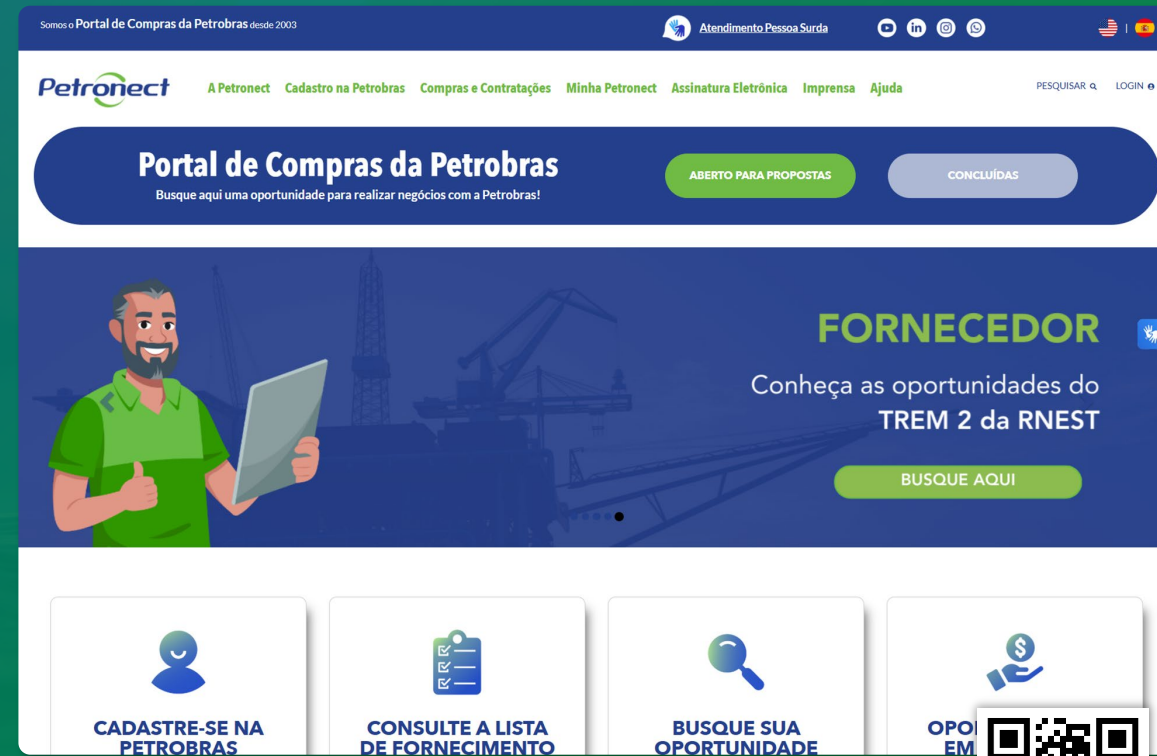 Somos o Portal de Compras da Petrobras desde 2003
Atendimento Pessoa Surda
Petronect
A Petronect Cadastro na Petrobras Compras e Contratações Minha Petronect Assinatura Eletrônica Imprensa Ajuda
PESQUISAR LOGIN
Portal de Compras da Petrobras
Busque aqui uma oportunidade para realizar negócios com a Petrobras!
ABERTO PARA PROPOSTAS
CONCLUÍDAS
FORNECEDOR
Conheça as oportunidades do
TREM 2 da RNEST
BUSQUE AQUI
CADASTRE-SE NA
PETROBRAS
CONSULTE A LISTA
DE FORNECIMENTO
BUSQUE SUA
OPORTUNIDADE
EM